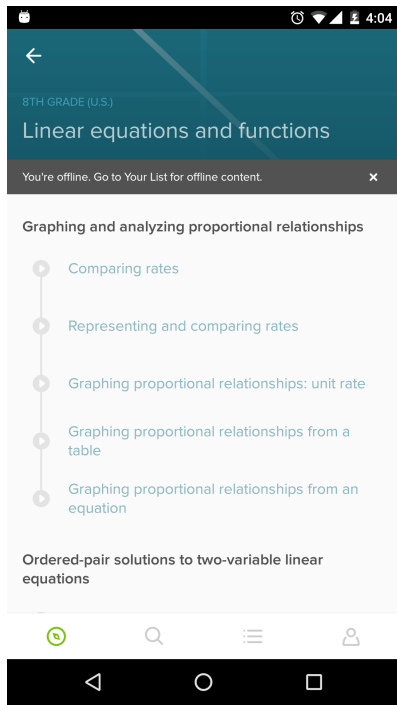 4:04
8TH GRADE (U.S.)
Linear equations and functions
You're offline. Go to Your List for offline content.
Graphing and analyzing proportional relationships
Comparing rates
Representing and comparing rates
Graphing proportional relationships: unit rate
Graphing proportional relationships from a
table
Graphing proportional relationships from an
equation
Ordered-pair solutions to two-variable linear
equations